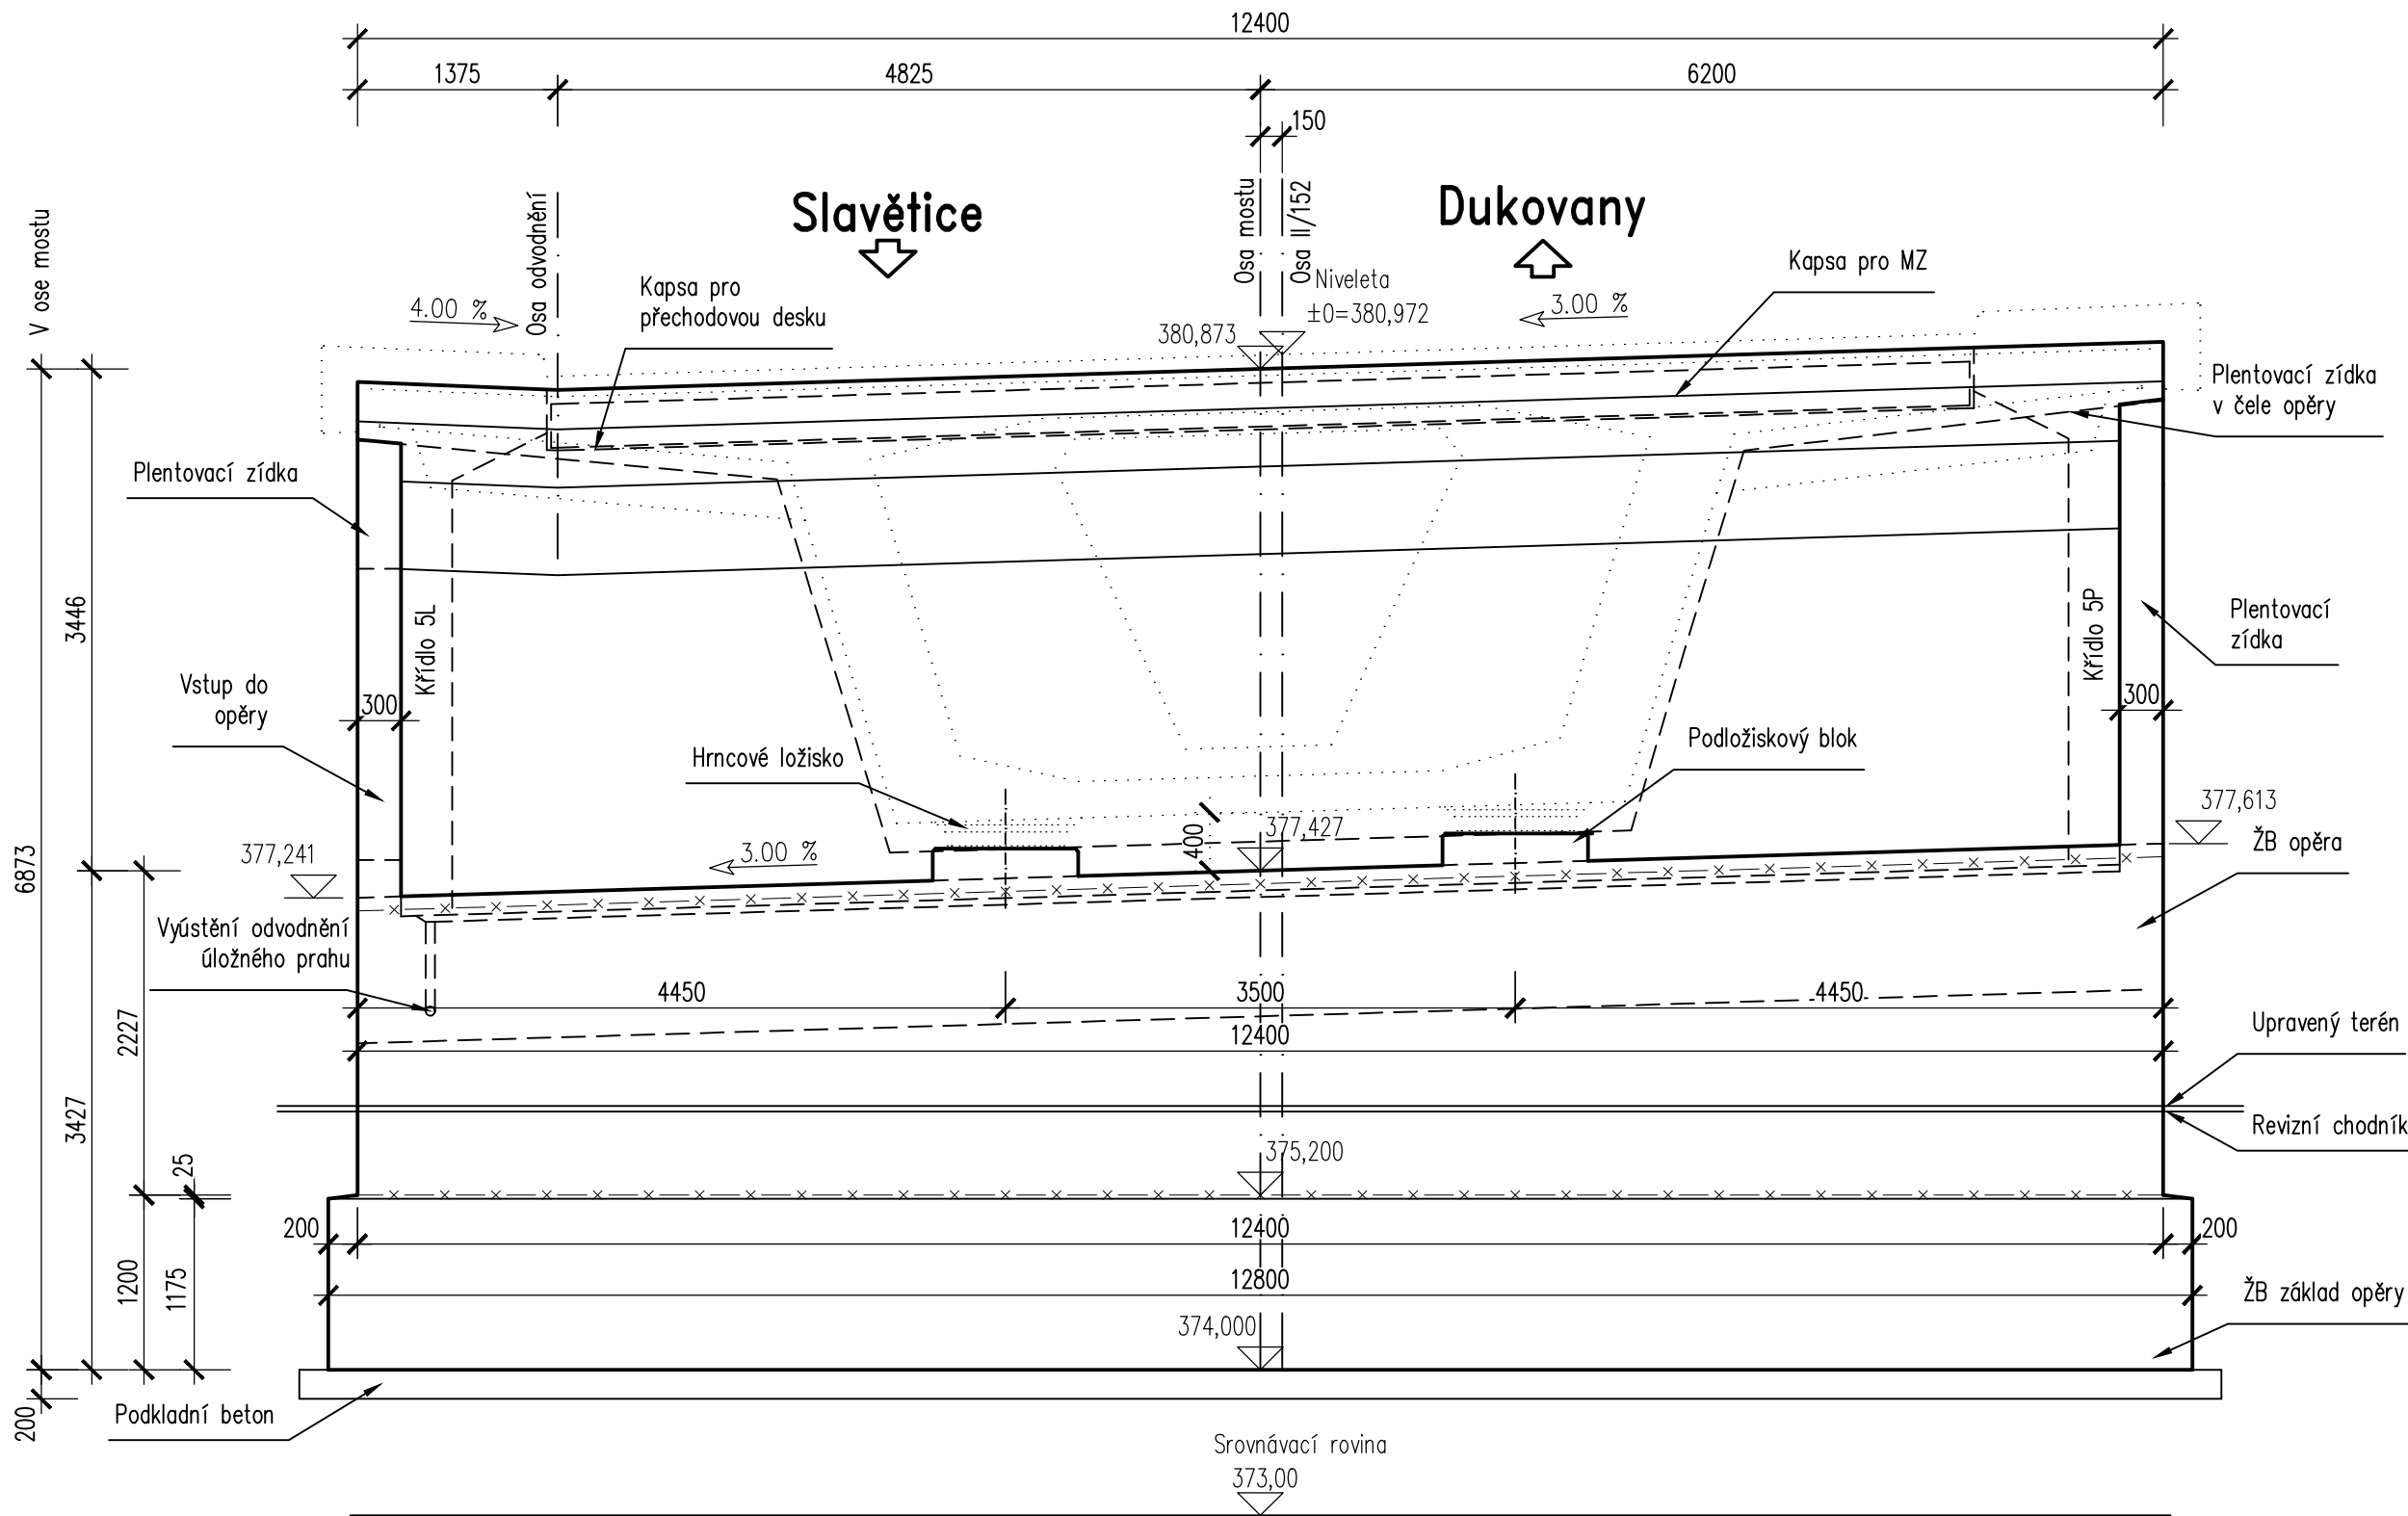 12400
1375
4825
6200
150
V ose mostu
Osa odvodnění
Slavětice
Osa mostu
Osa II/152
Dukovany
Kapsa pro MZ
Niveleta
±0=380,972
Kapsa pro
přechodovou desku
4.00 %
3.00 %
380,873
Plentovací zídka
v čele opěry
Plentovací zídka
3446
Křídlo 5L
Křídlo 5P
Plentovací
zídka
Vstup do
opěry
300
300
Hrncové ložisko
Podložiskový blok
377,613
6873
377,241
3.00 %
400
377,427
ŽB opěra
Vyústění odvodnění
úložného prahu
4450
3500
4450
2227
12400
Upravený terén
3427
Revizní chodník
25
375,200
200
12400
200
1200
1175
12800
ŽB základ opěry
374,000
200
Podkladní beton
Srovnávací rovina
373,00